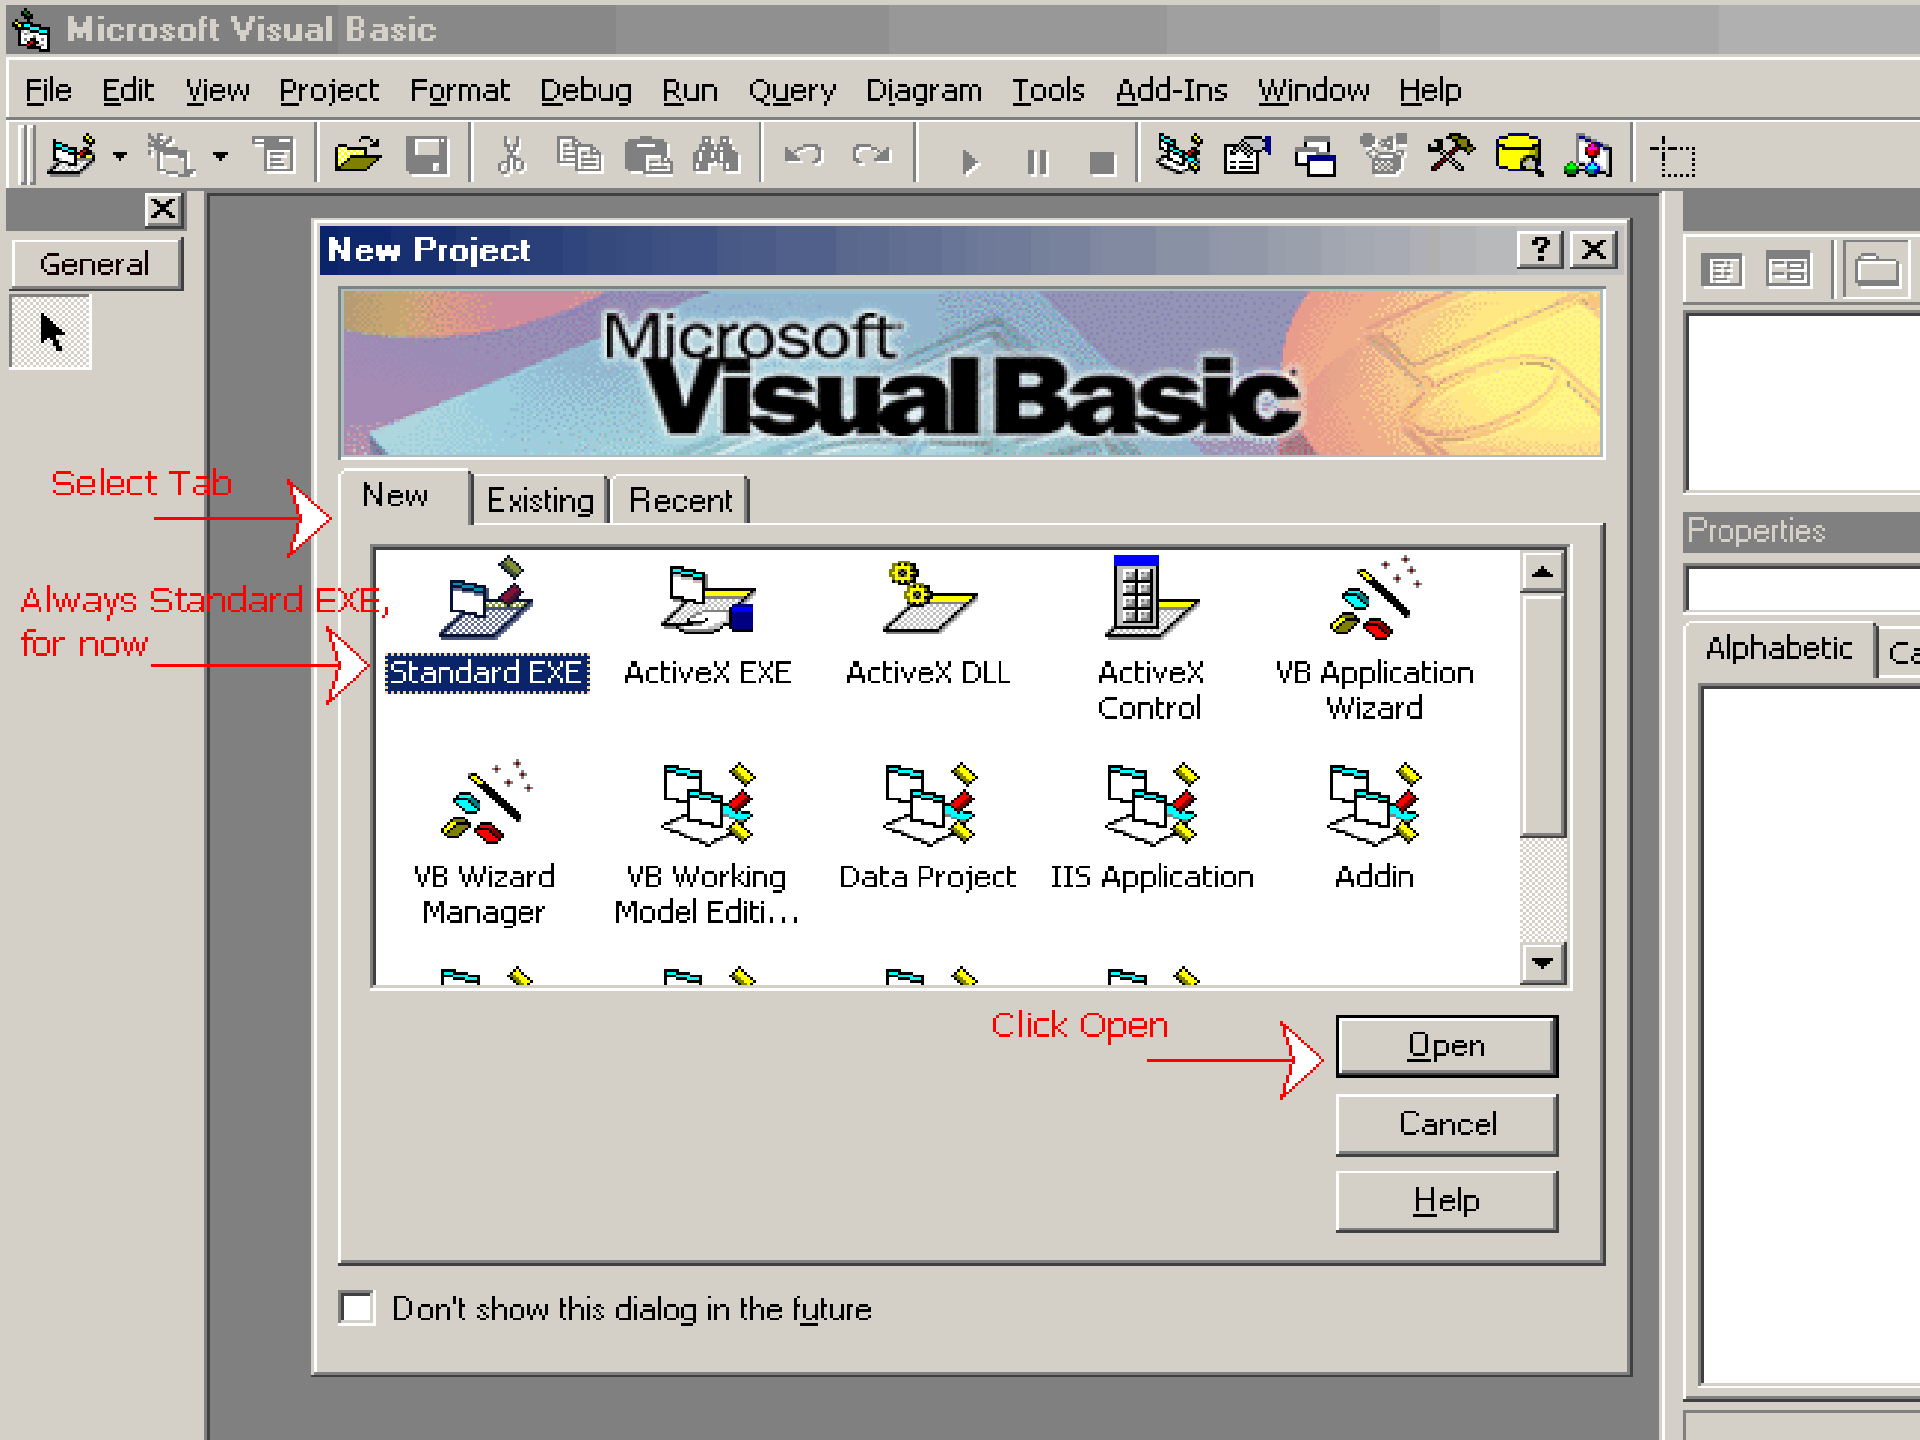 Microsoft Visual Basic
File Edit View Project Format Debug Run Query Diagram Tools Add-Ins Window Help
General
New Project
Microsoft
Visual Basic
Select Tab
New Existing Recent
Properties
Always Standard EXE,
for now
Alphabetic
Standard EXE ActiveX EXE ActiveX DLL ActiveX Control VB Application Wizard
VB Wizard Manager VB Working Model Editi... Data Project IIS Application Addin
Click Open
Open
Cancel
Help
Don't show this dialog in the future